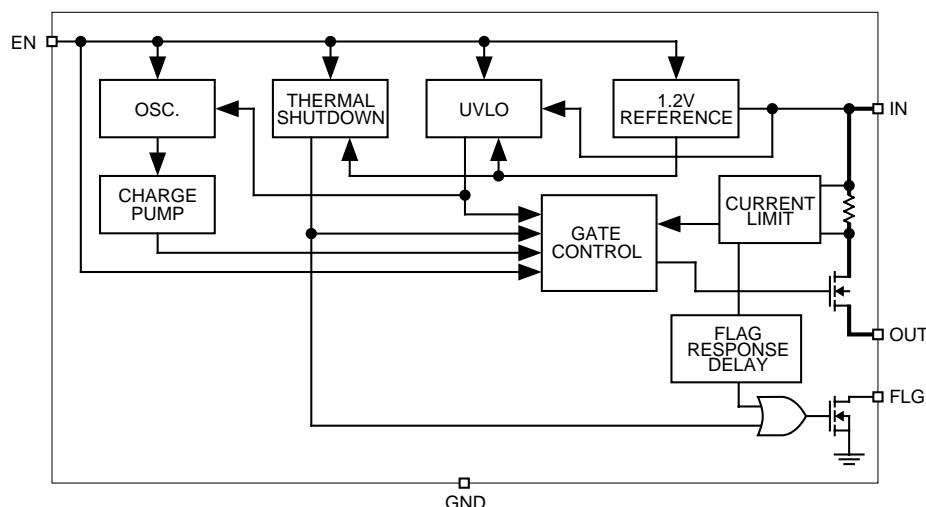 EN
OSC.
THERMAL
SHUTDOWN
UVLO
1.2V
REFERENCE
IN
CHARGE
PUMP
GATE
CONTROL
CURRENT
LIMIT
OUT
FLAG
RESPONSE
DELAY
FLG
GND